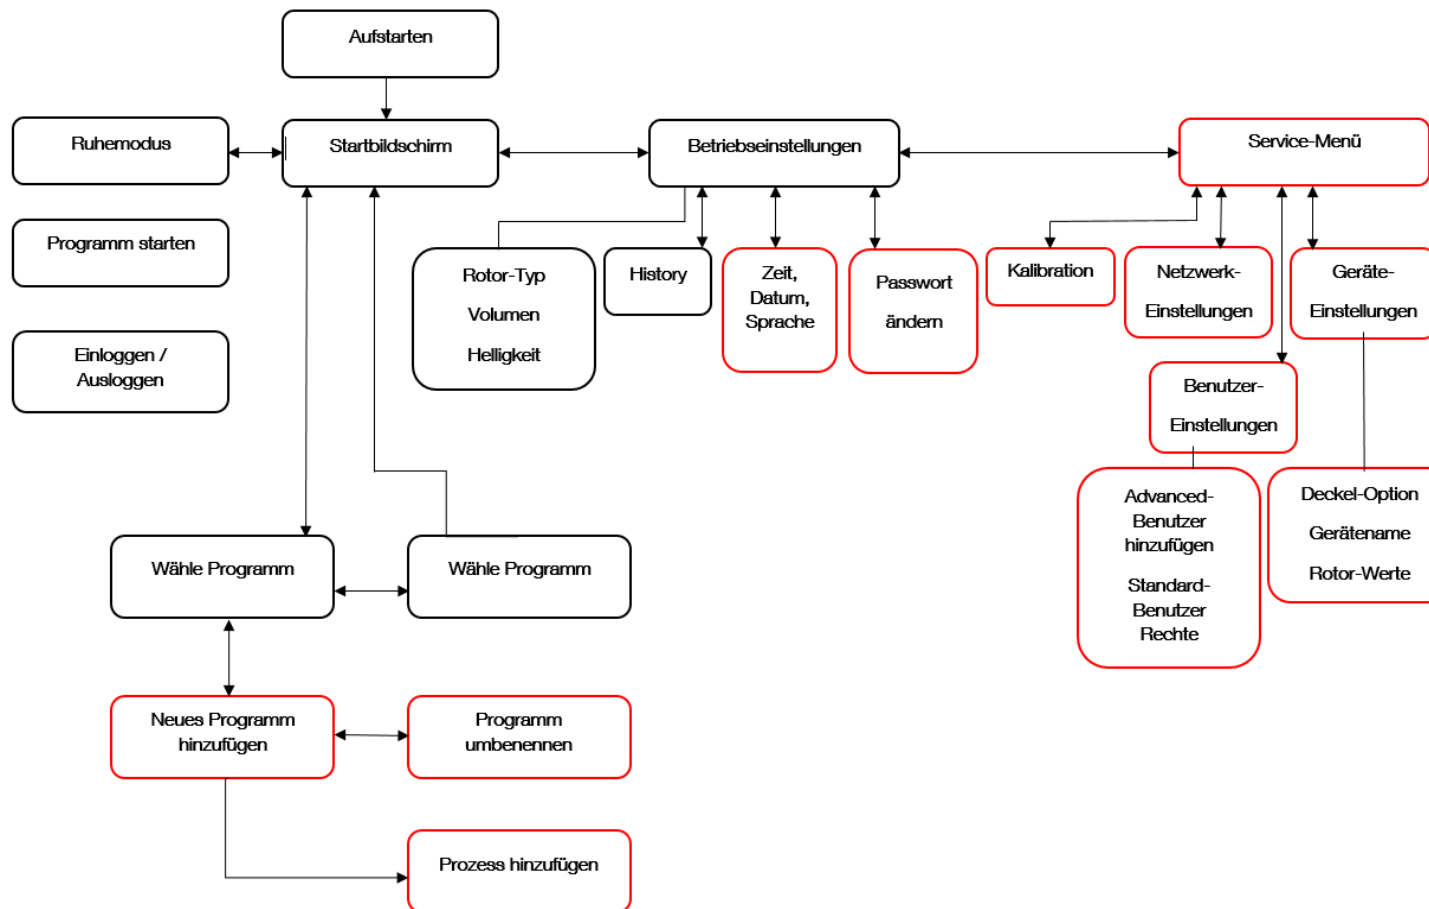 Aufstarten
Ruhemodus
Startbildschirm
Betriebseinstellungen
Service-Menü
Programm starten
Einloggen /
Ausloggen
Rotor-Typ
Volumen
Helligkeit
History
Zeit,
Datum,
Sprache
Passwort
ändern
Kalibration
Netzwerk-
Einstellungen
Geräte-
Einstellungen
Benutzer-
Einstellungen
Advanced-
Benutzer
hinzufügen
Standard-
Benutzer
Rechte
Deckel-Option
Gerätename
Rotor-Werte
Wähle Programm
Wähle Programm
Neues Programm
hinzufügen
Programm
umbenennen
Prozess hinzufügen